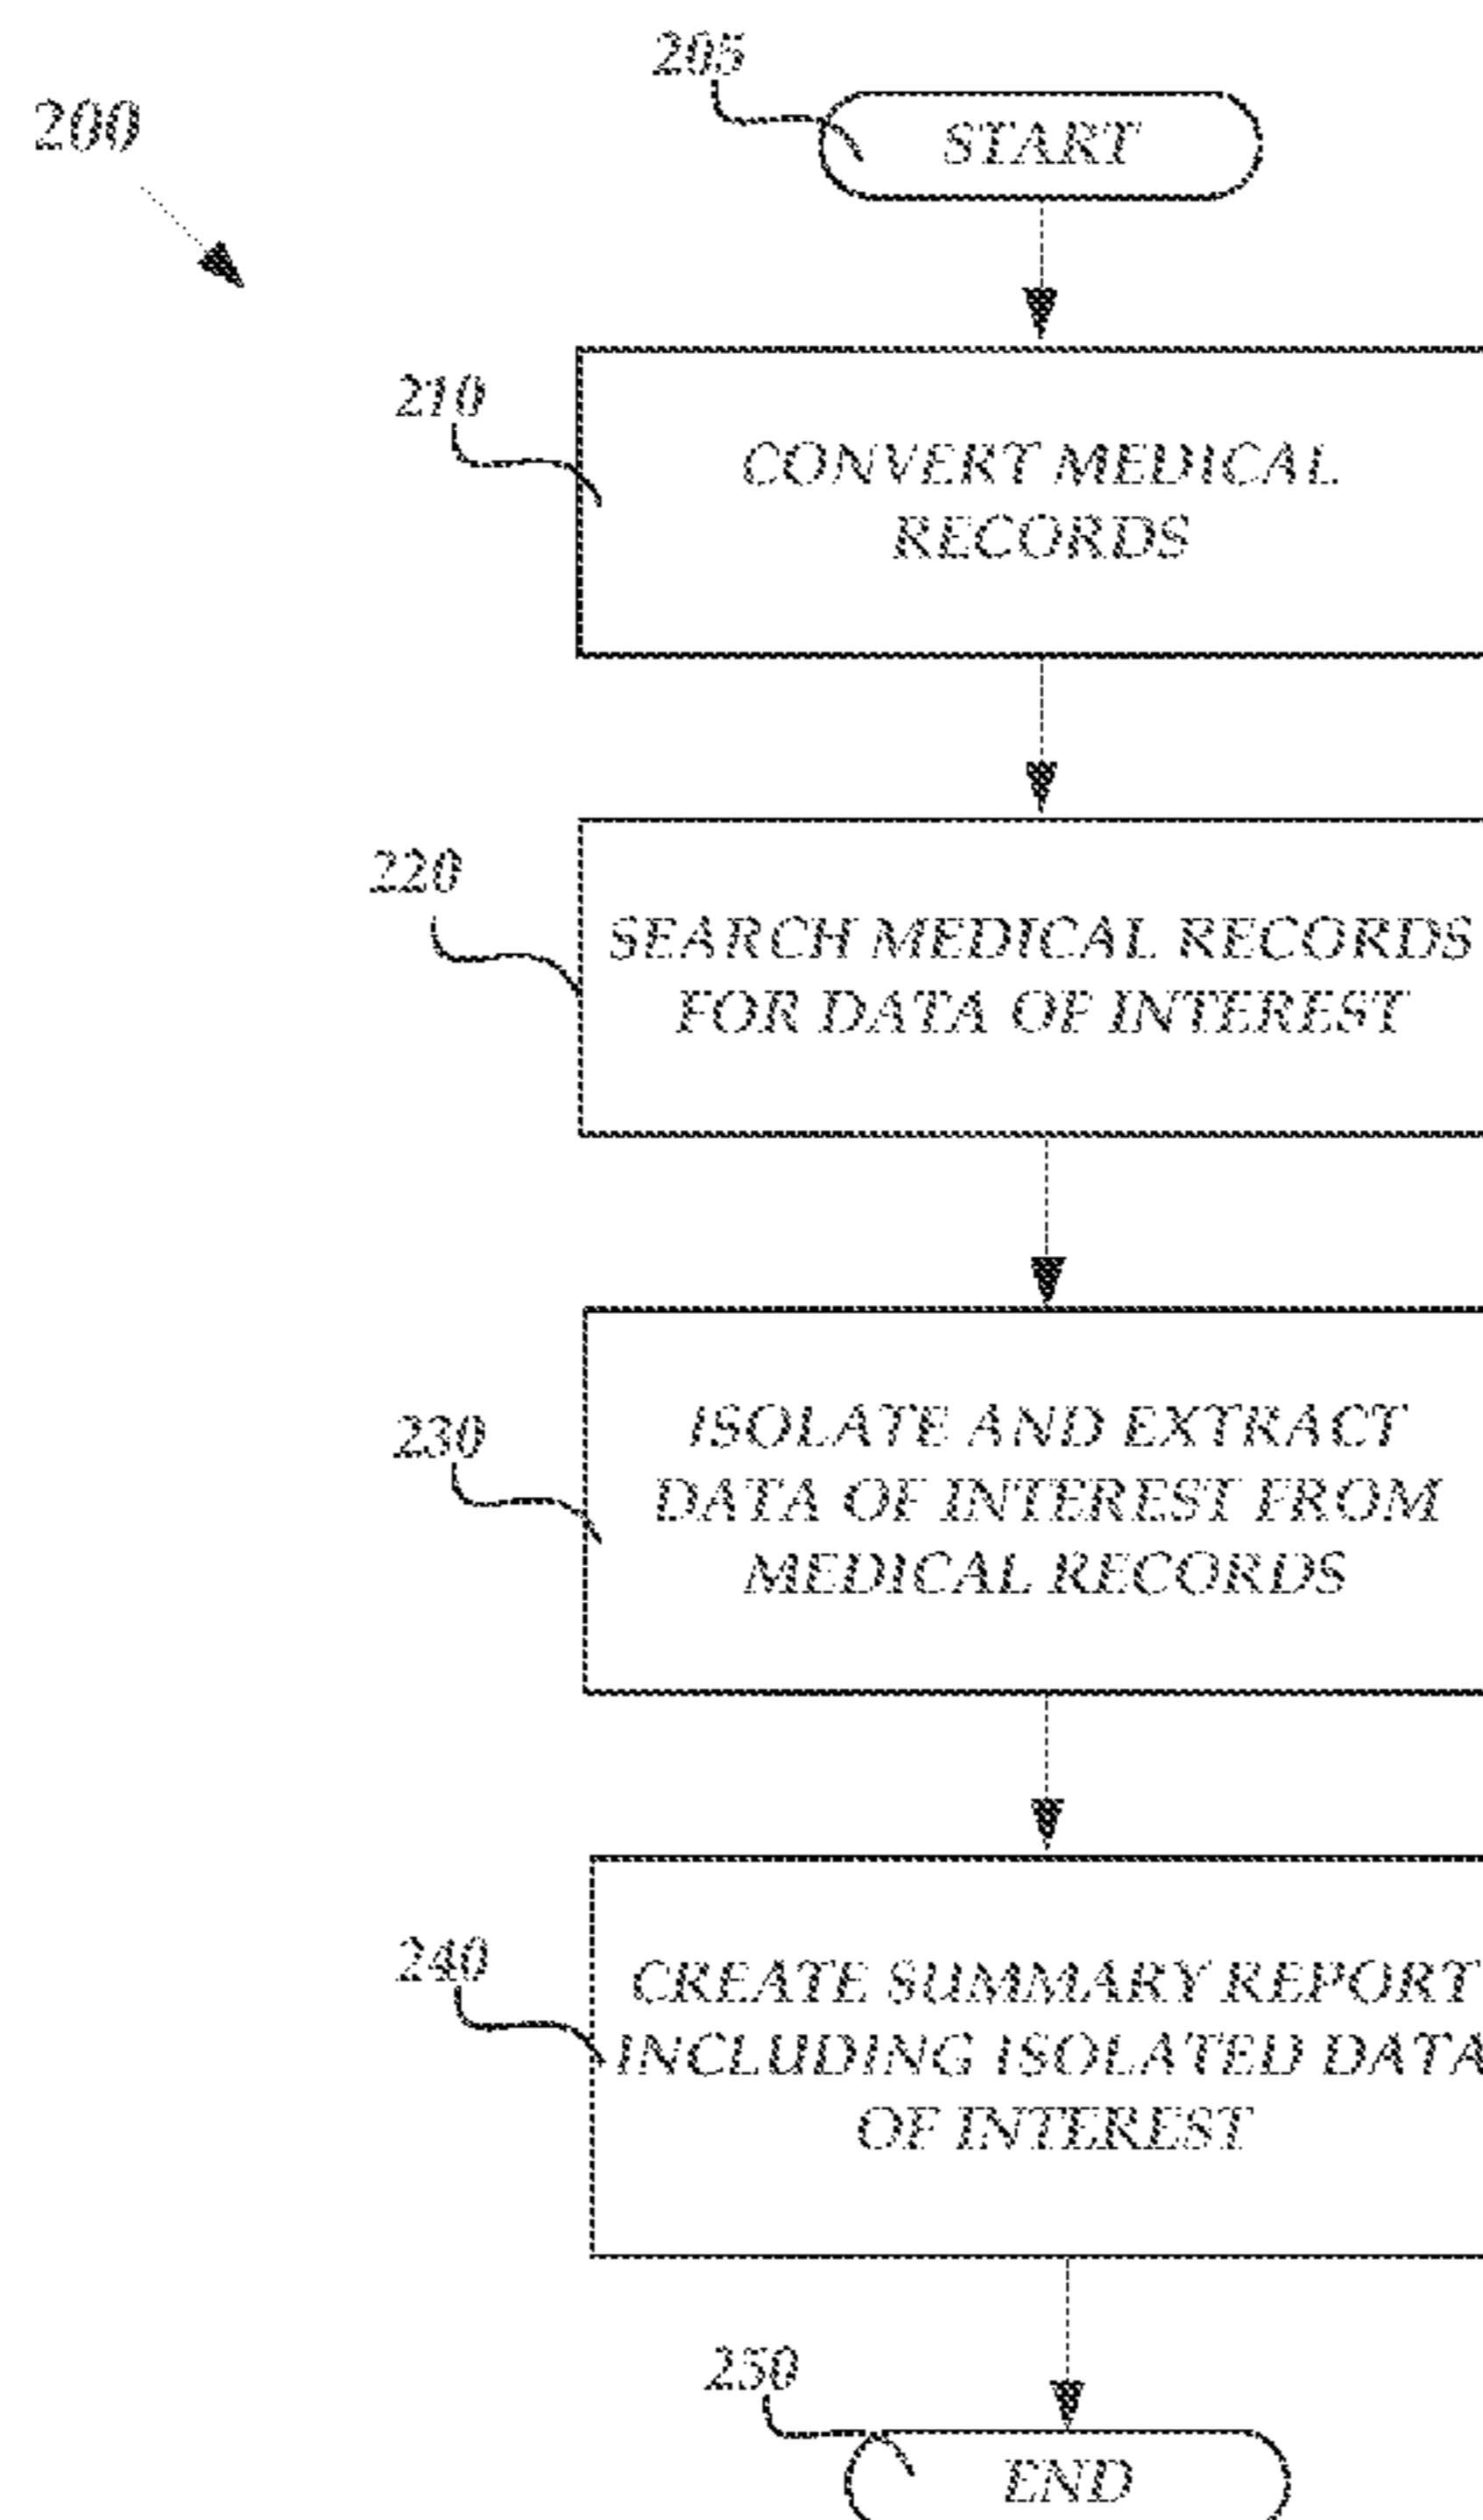 205
200
START
210
CONVERT MEDICAL
RECORDS
220
SEARCH MEDICAL RECORDS
FOR DATA OF INTEREST
230
ISOLATE AND EXTRACT
DATA OF INTEREST FROM
MEDICAL RECORDS
240
CREATE SUMMARY REPORT
INCLUDING ISOLATED DATA
OF INTEREST
250
END